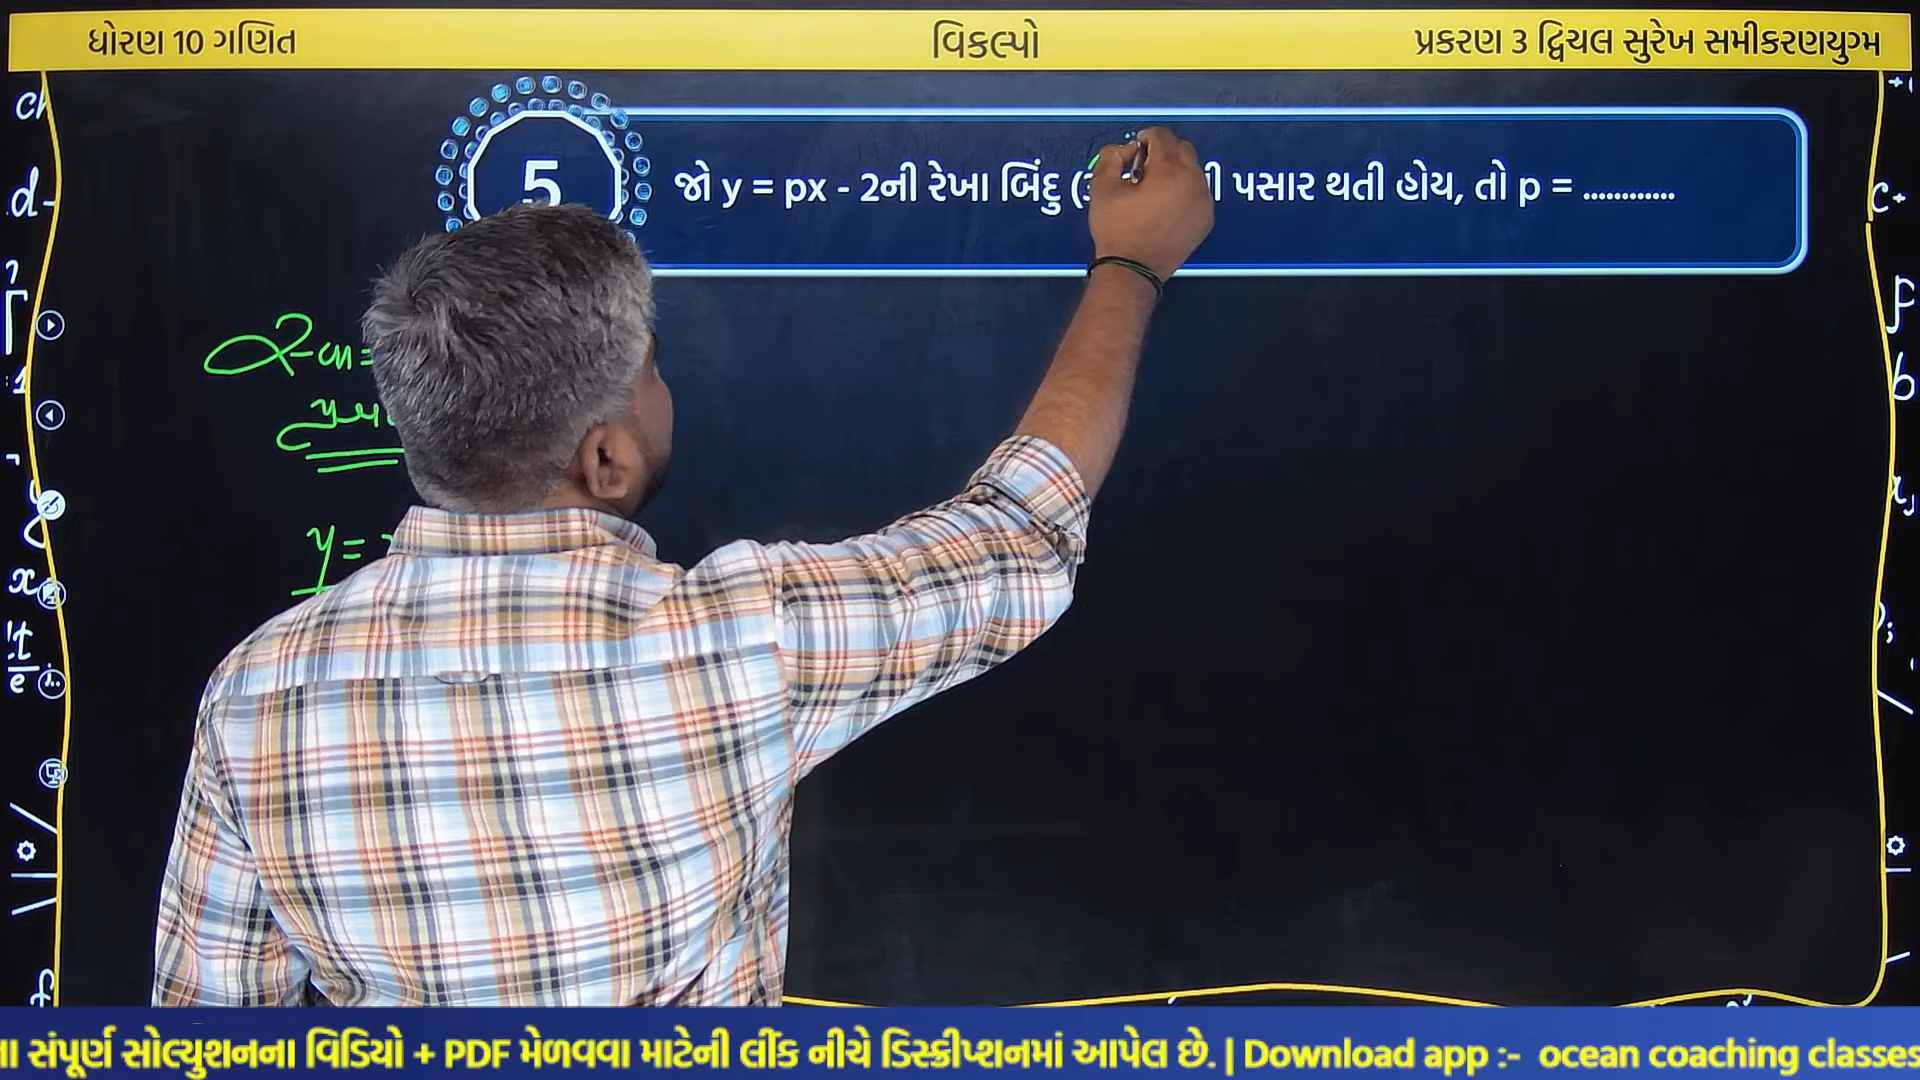 ધોરણ 10 ગણિત
વિકલ્પો
પ્રકરણ 3 દ્વિચલ સુરેખ સમીકરણયુગ્મ
5
જો y = px - 2ની રેખા બિંદુ (3 પસાર થતી હોય, તો p = ............
y =
સંપૂર્ણ સોલ્યુશનના વિડિયો + PDF મેળવવા માટેની લીંક નીચે ડિસ્ક્રીપ્શનમાં આપેલ છે. | Download app :- ocean coaching classes